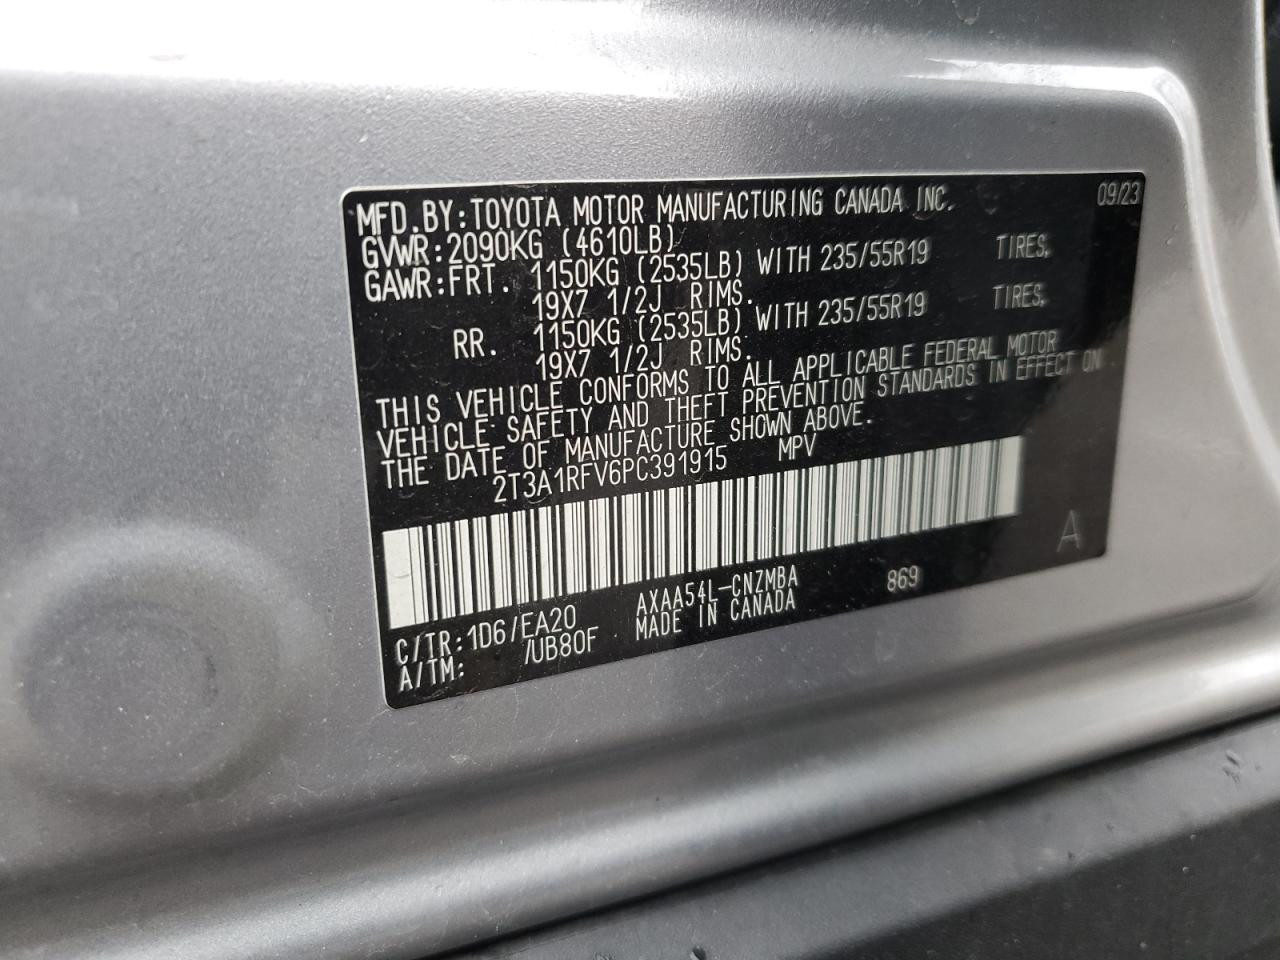 MFD.BY:TOYOTA MOTOR MANUFACTURING CANADA INC. 09/23
GVWR:2090KG (4610LB)
GAWR:FRT. 1150KG (2535LB) WITH 235/55R19 TIRES,
19X7 1/2J RIMS.
RR. 1150KG (2535LB) WITH 235/55R19 TIRES,
19X7 1/2J RIMS.
THIS VEHICLE CONFORMS TO ALL APPLICABLE FEDERAL MOTOR
VEHICLE SAFETY AND THEFT PREVENTION STANDARDS IN EFFECT ON
THE DATE OF MANUFACTURE SHOWN ABOVE.
2T3A1RFV6PC391915 MPV
A
C/TR:1D6/EA20 AXAA54L-CNZMBA 869
A/TM: /UB80F MADE IN CANADA